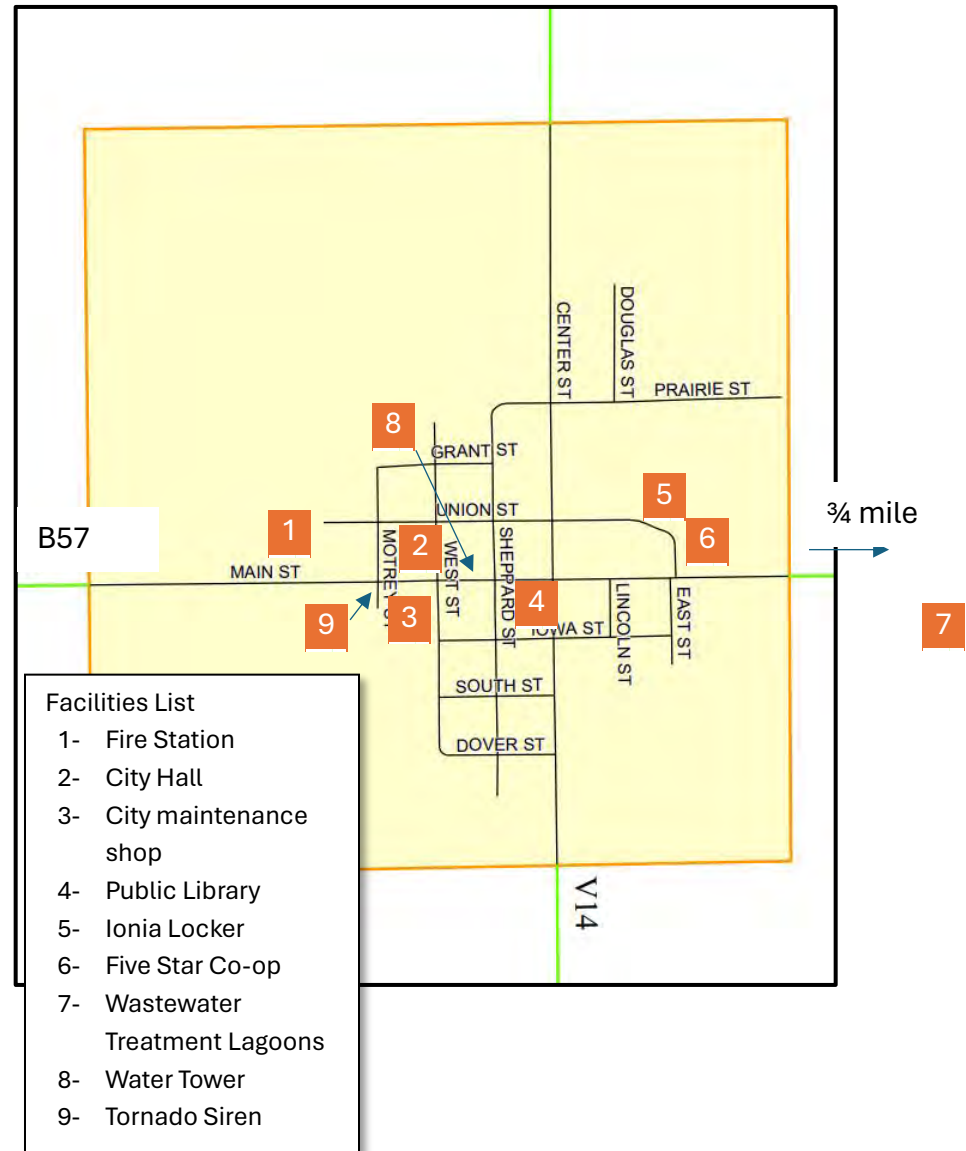 CENTER ST
DOUGLAS ST
PRAIRIE ST
8
GRANT ST
5
UNION ST
¾ mile
1
2
6
B57
MOTREY ST
WEST ST
SHEPPARD ST
MAIN ST
4
LINCOLN ST
EAST ST
9
3
IOWA ST
7
SOUTH ST
DOVER ST
V14
Facilities List
1- Fire Station
2- City Hall
3- City maintenance
shop
4- Public Library
5- Ionia Locker
6- Five Star Co-op
7- Wastewater
Treatment Lagoons
8- Water Tower
9- Tornado Siren